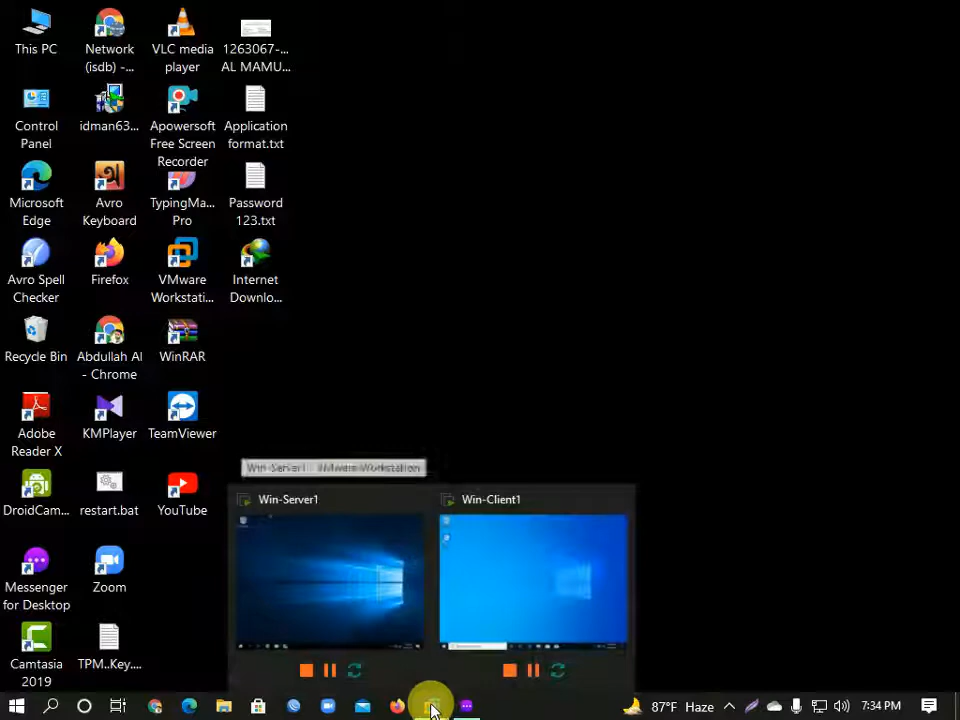 This PC
Network
(isdb) -...
VLC media
player
1263067-...
AL MAMU...
Control
Panel
idman63...
Apowersoft
Free Screen
Recorder
Application
format.txt
Microsoft
Edge
Avro
Keyboard
TypingMa...
Pro
Password
123.txt
Avro Spell
Checker
Firefox
VMware
Workstati...
Internet
Downlo...
Recycle Bin
Abdullah Al
- Chrome
WinRAR
Adobe
Reader X
KMPlayer
TeamViewer
Win-Server1 - VMware Workstation
Win-Server1
Win-Client1
DroidCam...
restart.bat
YouTube
Messenger
for Desktop
Zoom
Camtasia
2019
TPM..Key....
87°F Haze
7:34 PM